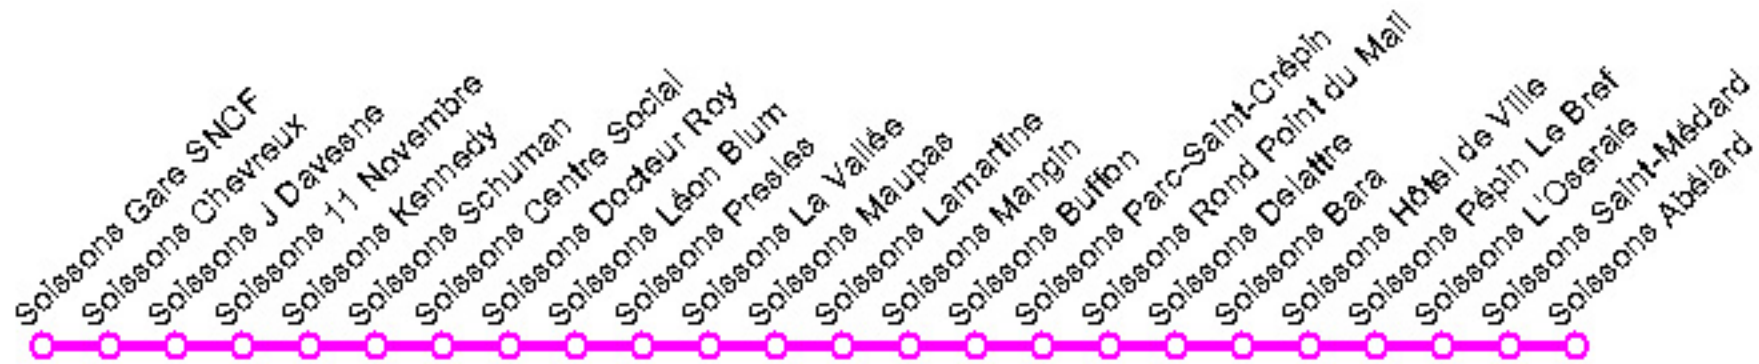 Soissons Gare SNCF
Soissons Chevreux
Soissons J Davesne
Soissons 11 Novembre
Soissons Kennedy
Soissons Schuman
Soissons Centre Social
Soissons Docteur Roy
Soissons Léon Blum
Soissons Presles
Soissons La Vallée
Soissons Maupas
Soissons Lamartine
Soissons Mangin
Soissons Buffon
Soissons Parc-Saint-Crépin
Soissons Rond Point du Mail
Soissons Delattre
Soissons Bara
Soissons Hôtel de Ville
Soissons Pépin Le Bref
Soissons L'Oseraie
Soissons Saint-Médard
Soissons Abélard